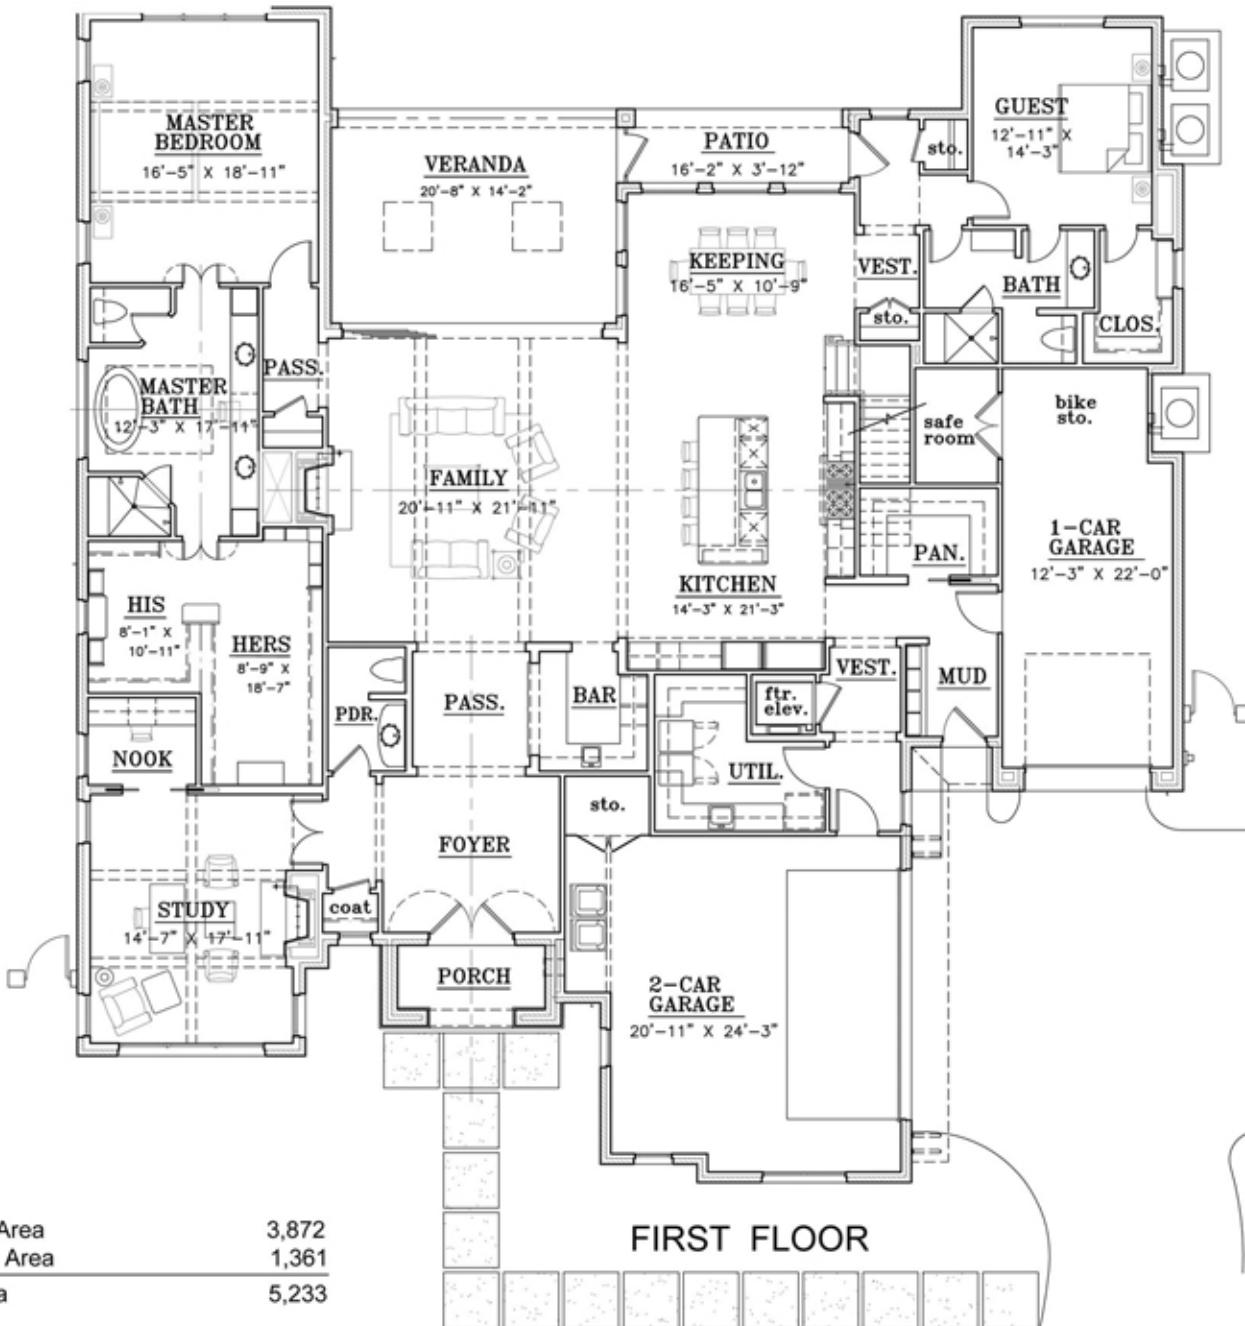 MASTER
BEDROOM
16'-5" X 18'-11"
VERANDA
20'-8" X 14'-2"
PATIO
16'-2" X 3'-12"
sto.
GUEST
12'-11" X
14'-3"
KEEPING
16'-5" X 10'-9"
VEST.
BATH
sto.
CLOS.
PASS.
MASTER
BATH
12'-3" X 17'-11"
safe
room
bike
sto.
FAMILY
20'-11" X 21'-11"
1-CAR
GARAGE
12'-3" X 22'-0"
PAN.
KITCHEN
14'-3" X 21'-3"
HIS
8'-1" X
10'-11"
HERS
8'-9" X
18'-7"
PDR.
PASS.
BAR
ftr.
elev.
VEST.
MUD
NOOK
UTIL.
sto.
FOYER
coat
STUDY
14'-7" X 17'-11"
PORCH
2-CAR
GARAGE
20'-11" X 24'-3"
FIRST FLOOR
Area 3,872
Area 1,361
a 5,233